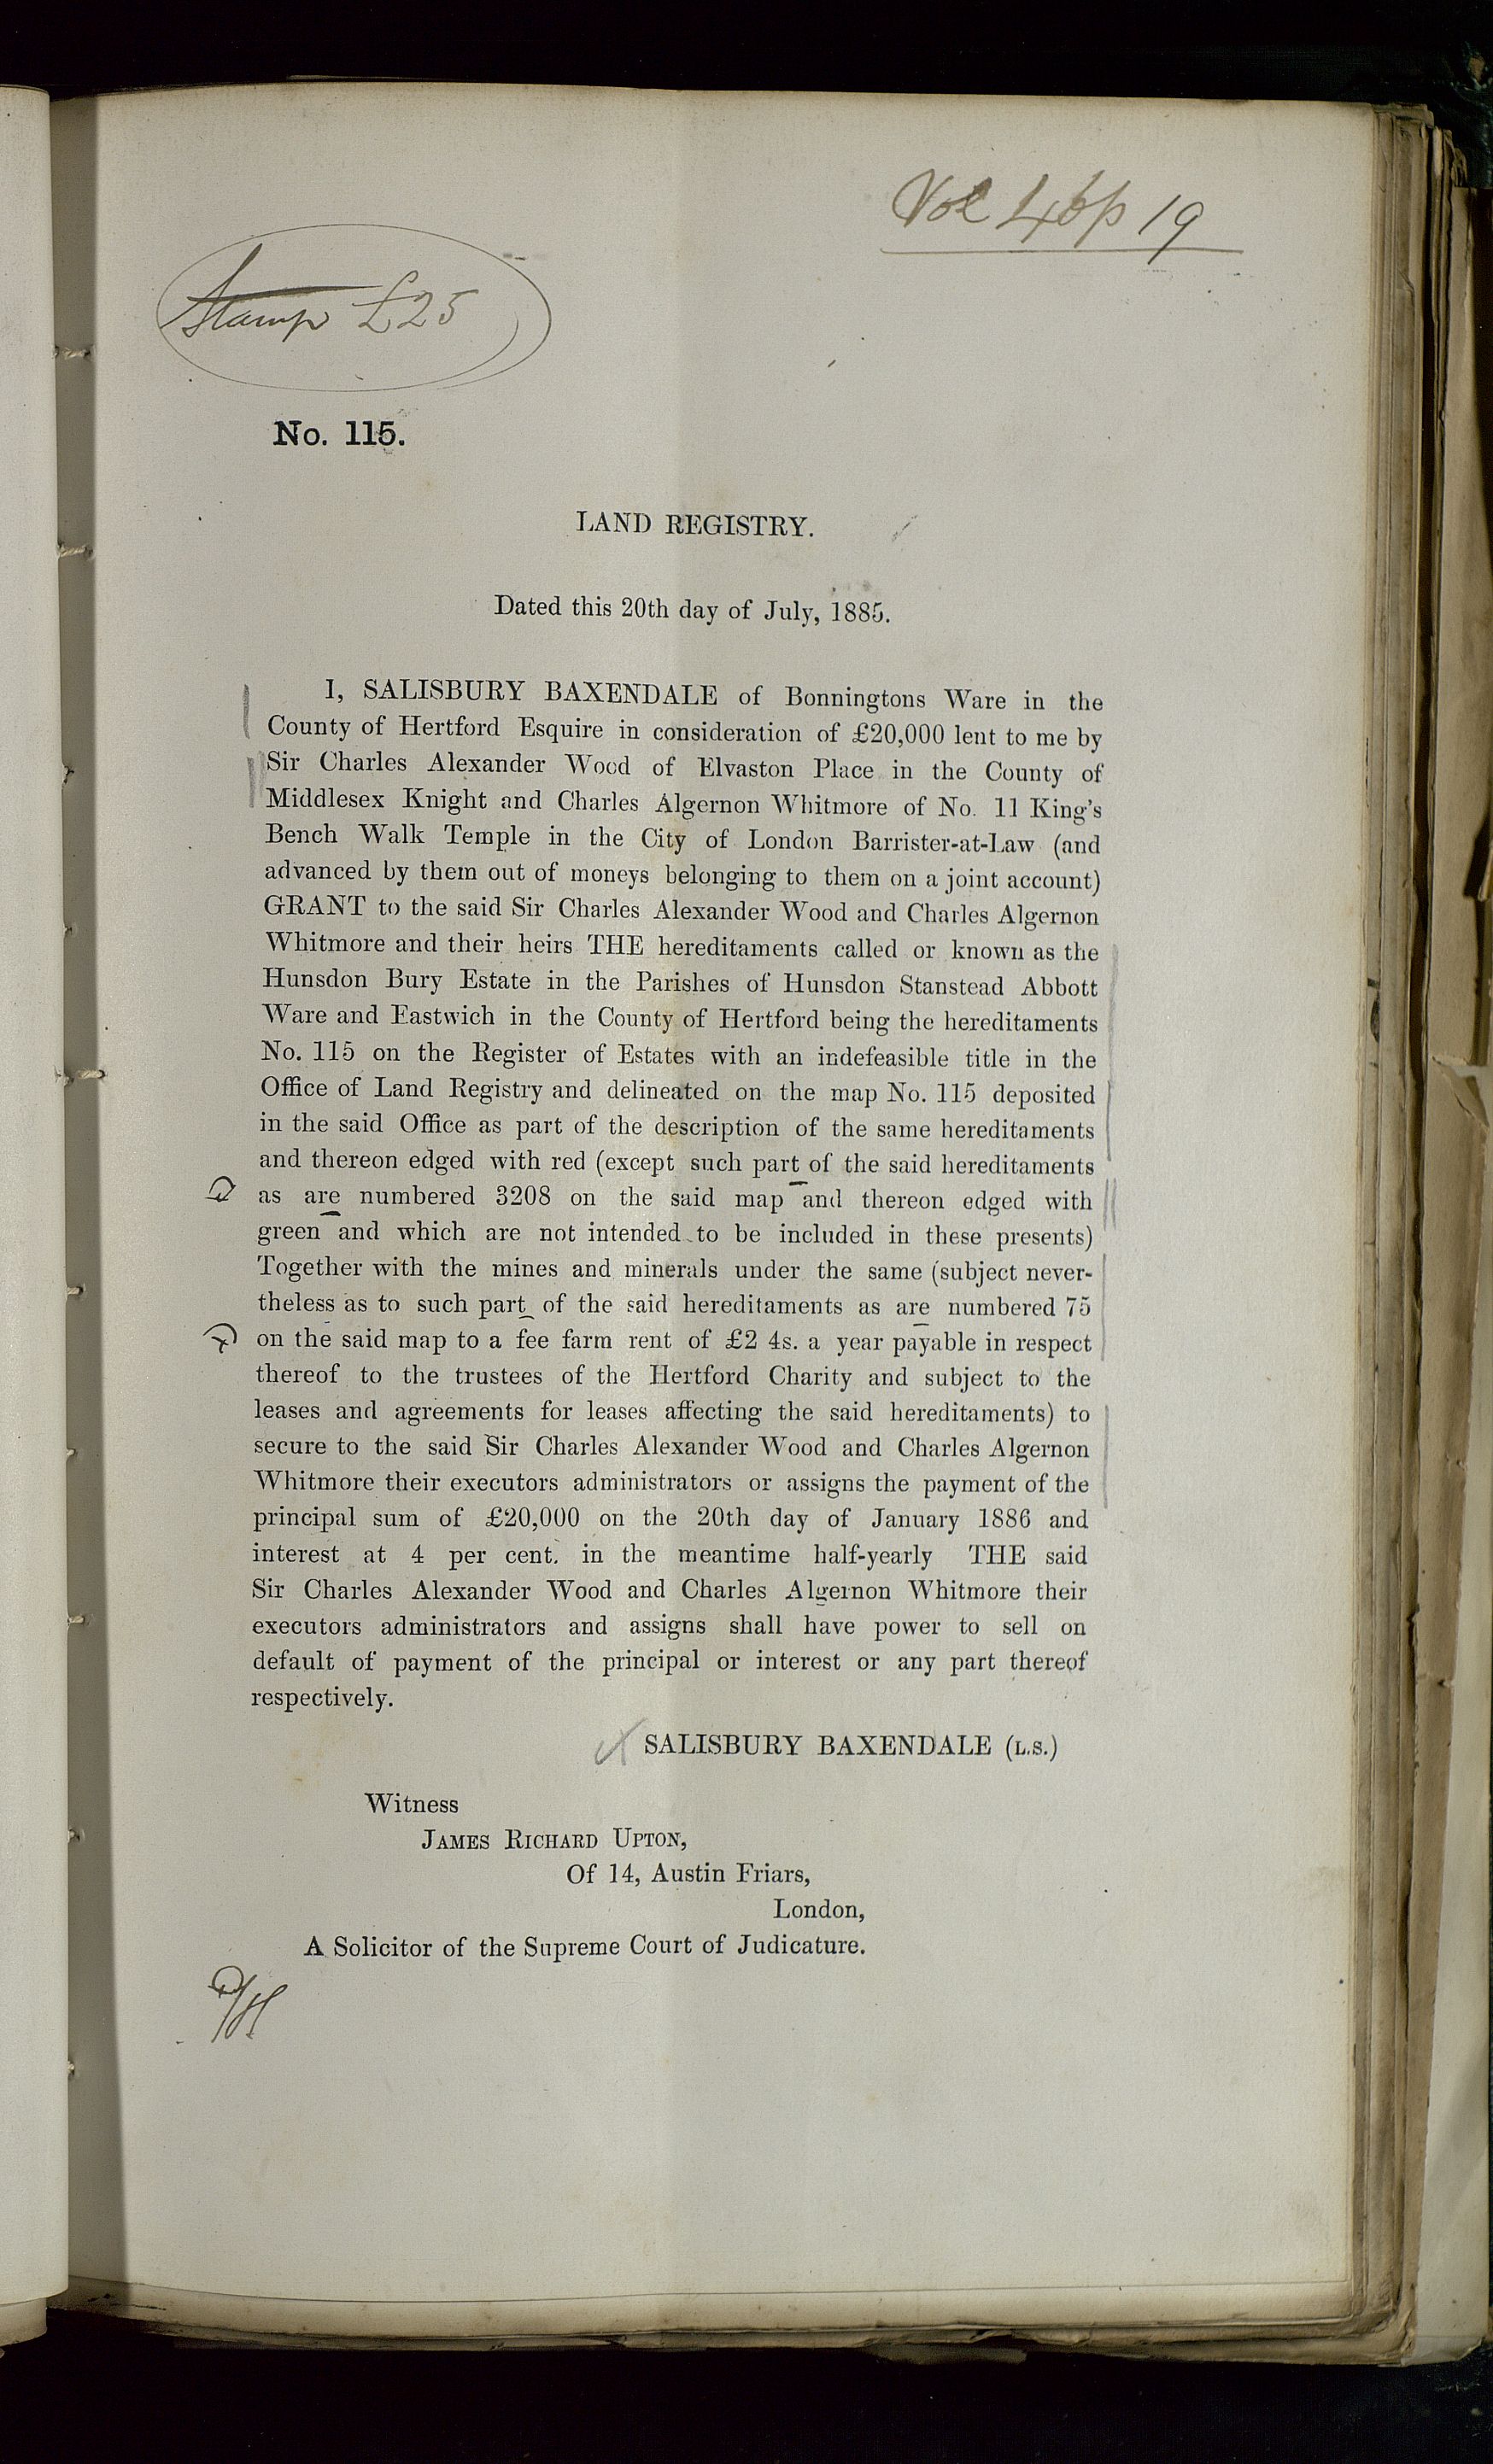 Vol 46 p 19
Stamp £25
No. 115.
LAND REGISTRY.
Dated this 20th day of July, 1885.
I, SALISBURY BAXENDALE of Bonningtons Ware in the
County of Hertford Esquire in consideration of £20,000 lent to me by
Sir Charles Alexander Wood of Elvaston Place in the County of
Middlesex Knight and Charles Algernon Whitmore of No. 11 King's
Bench Walk Temple in the City of London Barrister-at-Law (and
advanced by them out of moneys belonging to them on a joint account)
GRANT to the said Sir Charles Alexander Wood and Charles Algernon
Whitmore and their heirs THE hereditaments called or known as the
Hunsdon Bury Estate in the Parishes of Hunsdon Stanstead Abbott
Ware and Eastwich in the County of Hertford being the hereditaments
No. 115 on the Register of Estates with an indefeasible title in the
Office of Land Registry and delineated on the map No. 115 deposited
in the said Office as part of the description of the same hereditaments
and thereon edged with red (except such part of the said hereditaments
as are numbered 3208 on the said map and thereon edged with
green and which are not intended to be included in these presents)
Together with the mines and minerals under the same (subject never-
theless as to such part of the said hereditaments as are numbered 75
on the said map to a fee farm rent of £2 4s. a year payable in respect
thereof to the trustees of the Hertford Charity and subject to the
leases and agreements for leases affecting the said hereditaments) to
secure to the said Sir Charles Alexander Wood and Charles Algernon
Whitmore their executors administrators or assigns the payment of the
principal sum of £20,000 on the 20th day of January 1886 and
interest at 4 per cent. in the meantime half-yearly THE said
Sir Charles Alexander Wood and Charles Algernon Whitmore their
executors administrators and assigns shall have power to sell on
default of payment of the principal or interest or any part thereof
respectively.
SALISBURY BAXENDALE (L.S.)
Witness
JAMES RICHARD UPTON,
Of 14, Austin Friars,
London,
A Solicitor of the Supreme Court of Judicature.